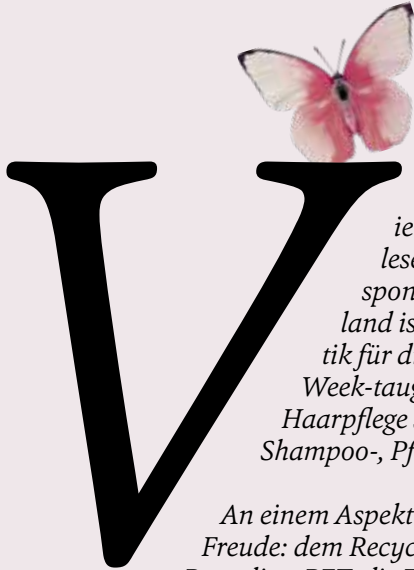 V
ie
lese
spon
land is
tik für d
Week-taug
Haarpflege
Shampoo-, Pf
An einem Aspekt
Freude: dem Recyc